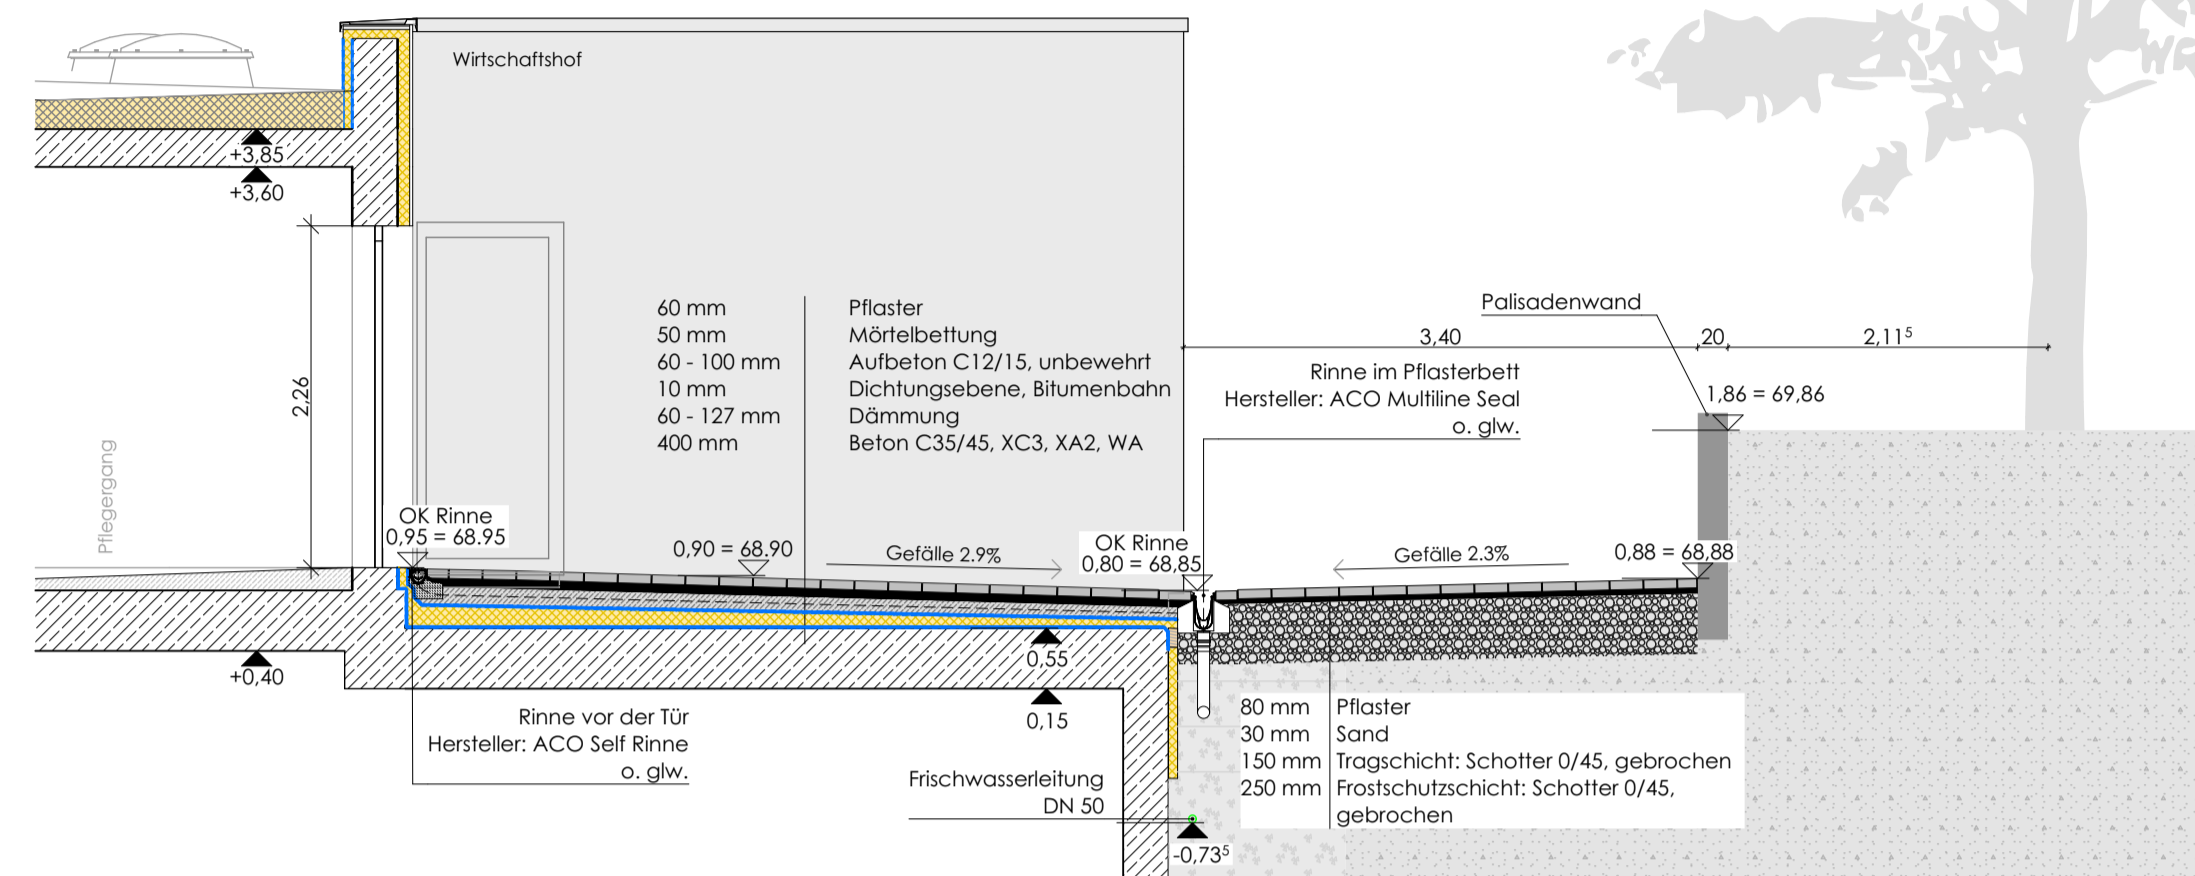 Wirtschaftshof
+3,85
+3,60
2,26
Pflegergang
60 mm Pflaster
50 mm Mörtelbettung
60 - 100 mm Aufbeton C12/15, unbewehrt
10 mm Dichtungsebene, Bitumenbahn
60 - 127 mm Dämmung
400 mm Beton C35/45, XC3, XA2, WA
Palisadenwand
3,40 20 2,11⁵
Rinne im Pflasterbett
Hersteller: ACO Multiline Seal
o. glw.
1,86 = 69,86
OK Rinne
0,95 = 68.95
0,90 = 68.90
Gefälle 2.9%
OK Rinne
0,80 = 68,85
Gefälle 2.3%
0,88 = 68,88
+0,40
0,55
0,15
Rinne vor der Tür
Hersteller: ACO Self Rinne
o. glw.
Frischwasserleitung
DN 50
-0,73⁵
80 mm Pflaster
30 mm Sand
150 mm Tragschicht: Schotter 0/45, gebrochen
250 mm Frostschutzschicht: Schotter 0/45,
gebrochen